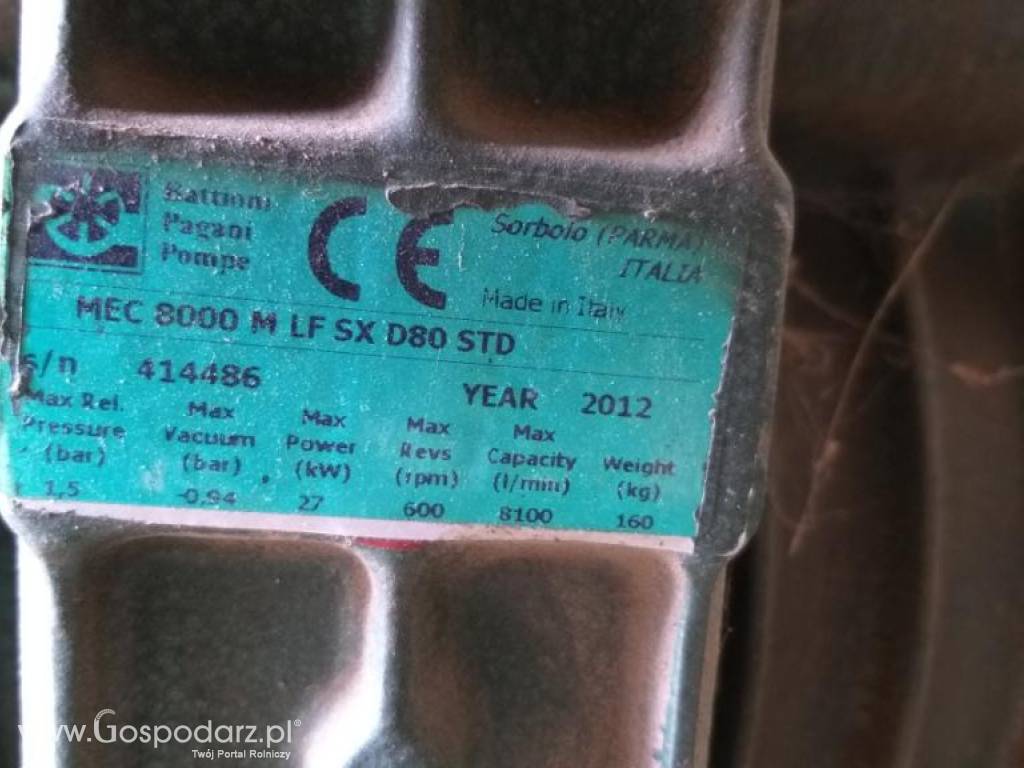 Battioni
Pagani
Pompe
CE
Sorbolo (PARMA)
ITALIA
Made in Italy
MEC 8000 M LF SX D80 STD
s/n 414486 YEAR 2012
Max Rel. Pressure (bar) Max Vacuum (bar) Max Power (kW) Max Revs (rpm) Max Capacity (l/min) Weight (kg)
1,5 -0,94 27 600 8100 160
www.Gospodarz.pl®
Twój Portal Rolniczy